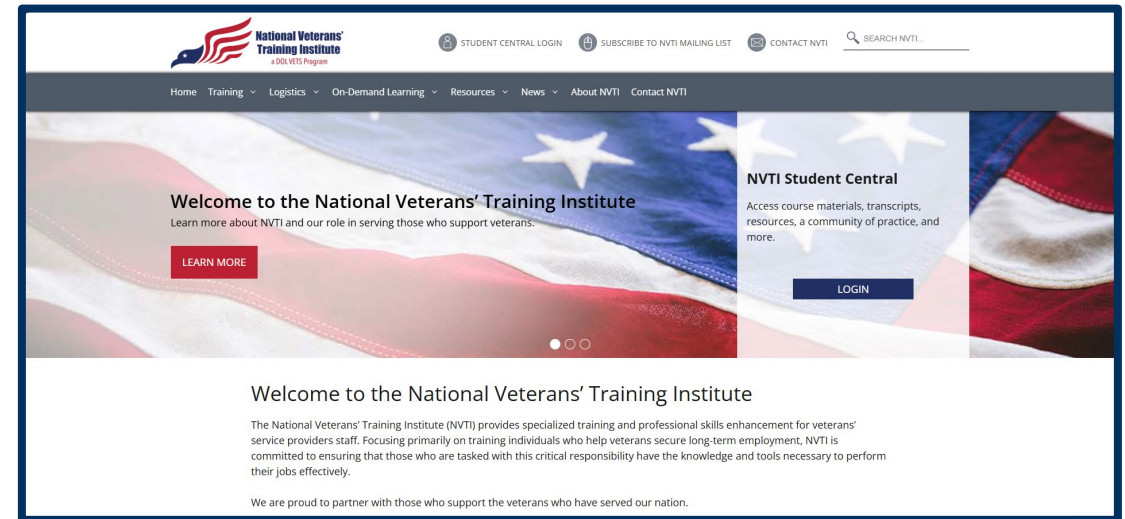 National Veterans'
Training Institute
a DOL VETS Program
STUDENT CENTRAL LOGIN
SUBSCRIBE TO NVTI MAILING LIST
CONTACT NVTI
SEARCH NVTI...
Home Training Logistics On-Demand Learning Resources News About NVTI Contact NVTI
Welcome to the National Veterans' Training Institute
Learn more about NVTI and our role in serving those who support veterans.
LEARN MORE
NVTI Student Central
Access course materials, transcripts,
resources, a community of practice, and
more.
LOGIN
Welcome to the National Veterans' Training Institute
The National Veterans' Training Institute (NVTI) provides specialized training and professional skills enhancement for veterans'
service providers staff. Focusing primarily on training individuals who help veterans secure long-term employment, NVTI is
committed to ensuring that those who are tasked with this critical responsibility have the knowledge and tools necessary to perform
their jobs effectively.
We are proud to partner with those who support the veterans who have served our nation.